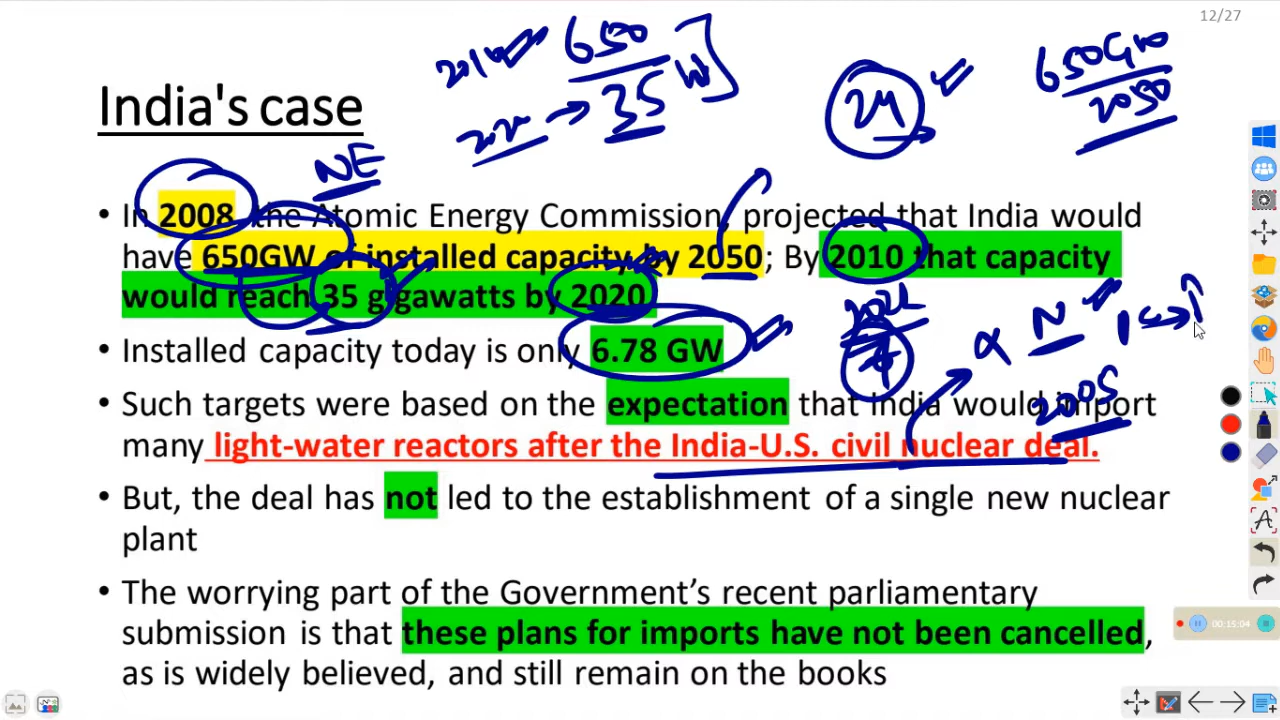 12/27
650
35
24
650GW
2050
India's case
NE
• In 2008 the Atomic Energy Commission, projected that India would
have 650GW of installed capacity by 2050; By 2010 that capacity
would reach 35 gigawatts by 2020
• Installed capacity today is only 6.78 GW
N
2005
• Such targets were based on the expectation that India would import
many light-water reactors after the India-U.S. civil nuclear deal.
• But, the deal has not led to the establishment of a single new nuclear
plant
• The worrying part of the Government’s recent parliamentary
submission is that these plans for imports have not been cancelled,
as is widely believed, and still remain on the books
00:15:04